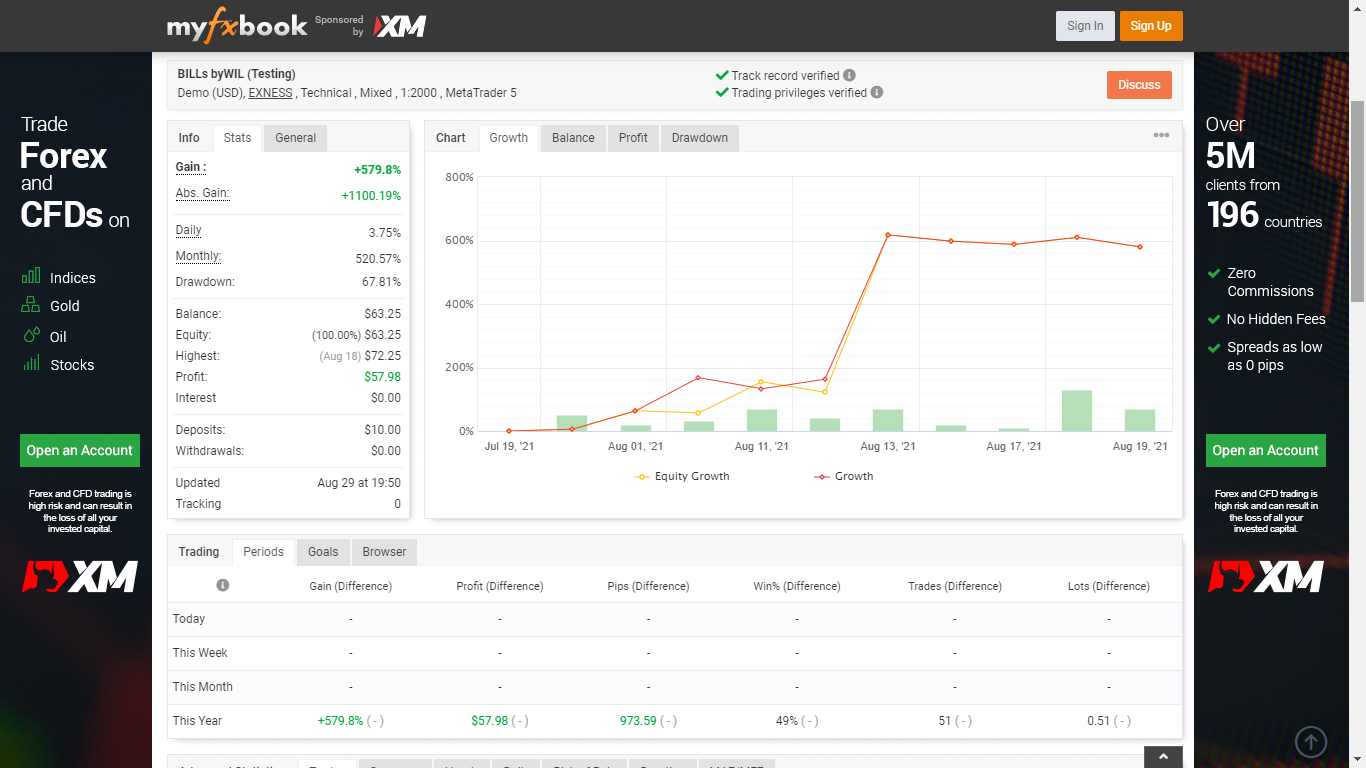 myfxbook Sponsored by XM
Sign In Sign Up
BILLs byWIL (Testing)
Demo (USD), EXNESS , Technical , Mixed , 1:2000 , MetaTrader 5
Track record verified
Trading privileges verified
Discuss
Trade
Forex
and
CFDs on
Indices
Gold
Oil
Stocks
Open an Account
Forex and CFD trading is
high risk and can result in
the loss of all your
invested capital.
XM
Info Stats General
Gain : +579.8%
Abs. Gain: +1100.19%
Daily 3.75%
Monthly: 520.57%
Drawdown: 67.81%
Balance: $63.25
Equity: (100.00%) $63.25
Highest: (Aug 18) $72.25
Profit: $57.98
Interest $0.00
Deposits: $10.00
Withdrawals: $0.00
Updated Aug 29 at 19:50
Tracking 0
Chart Growth Balance Profit Drawdown
800%
600%
400%
200%
0%
Jul 19, '21 Aug 01, '21 Aug 11, '21 Aug 13, '21 Aug 17, '21 Aug 19, '21
Equity Growth Growth
Over
5M
clients from
196 countries
Zero
Commissions
No Hidden Fees
Spreads as low
as 0 pips
Open an Account
Forex and CFD trading is
high risk and can result in
the loss of all your
invested capital.
XM
Trading Periods Goals Browser
Gain (Difference) Profit (Difference) Pips (Difference) Win% (Difference) Trades (Difference) Lots (Difference)
Today - - - - - -
This Week - - - - - -
This Month - - - - - -
This Year +579.8% ( - ) $57.98 ( - ) 973.59 ( - ) 49% ( - ) 51 ( - ) 0.51 ( - )